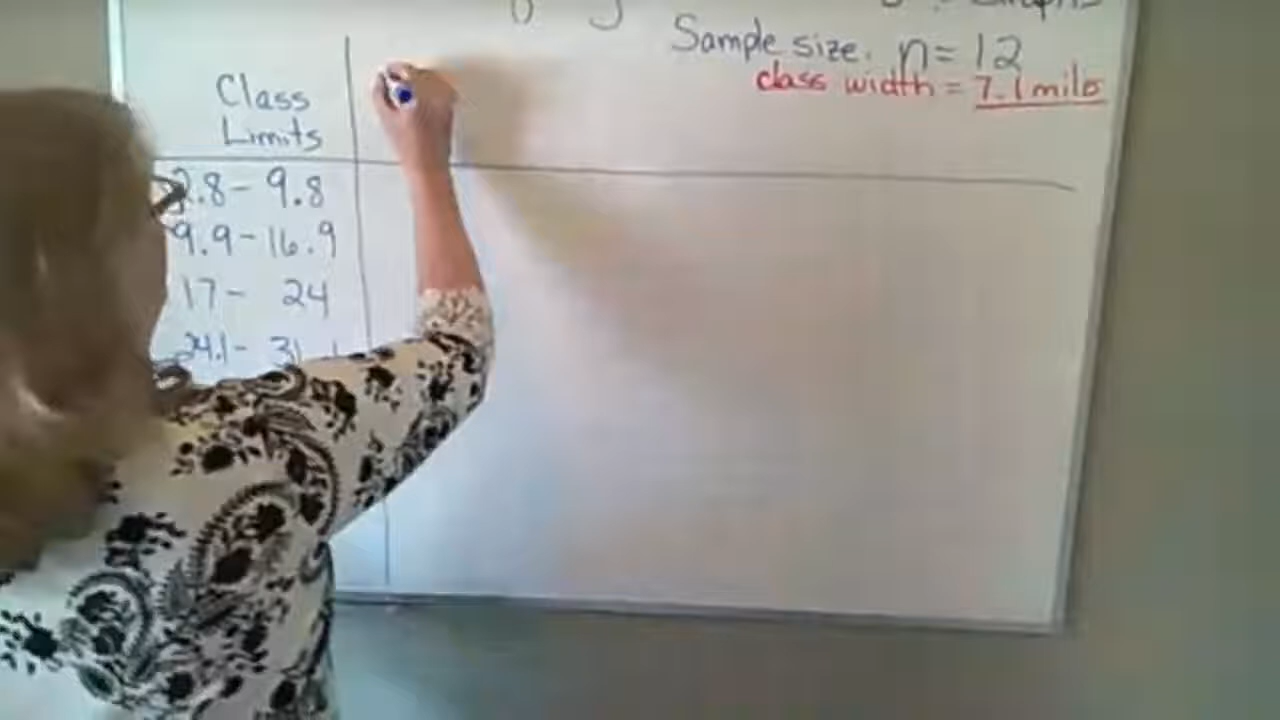 Sample size. n = 12
class width = 7.1 mile
Class
Limits
2.8 - 9.8
9.9 - 16.9
17 - 24
24.1 - 31.1